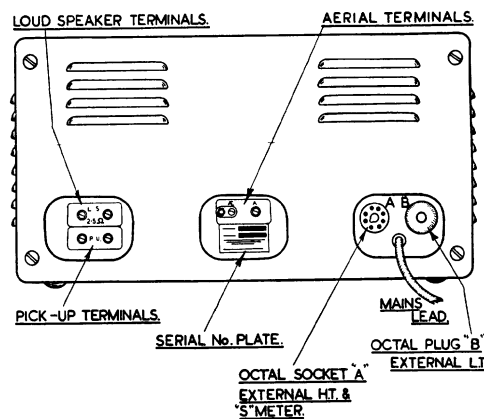 LOUD SPEAKER TERMINALS.
AERIAL TERMINALS.
L S
2·5Ω
P.U.
A
A B
PICK-UP TERMINALS.
SERIAL No. PLATE.
MAINS
LEAD.
OCTAL SOCKET "A"
EXTERNAL H.T. &
"S" METER.
OCTAL PLUG "B"
EXTERNAL L.T